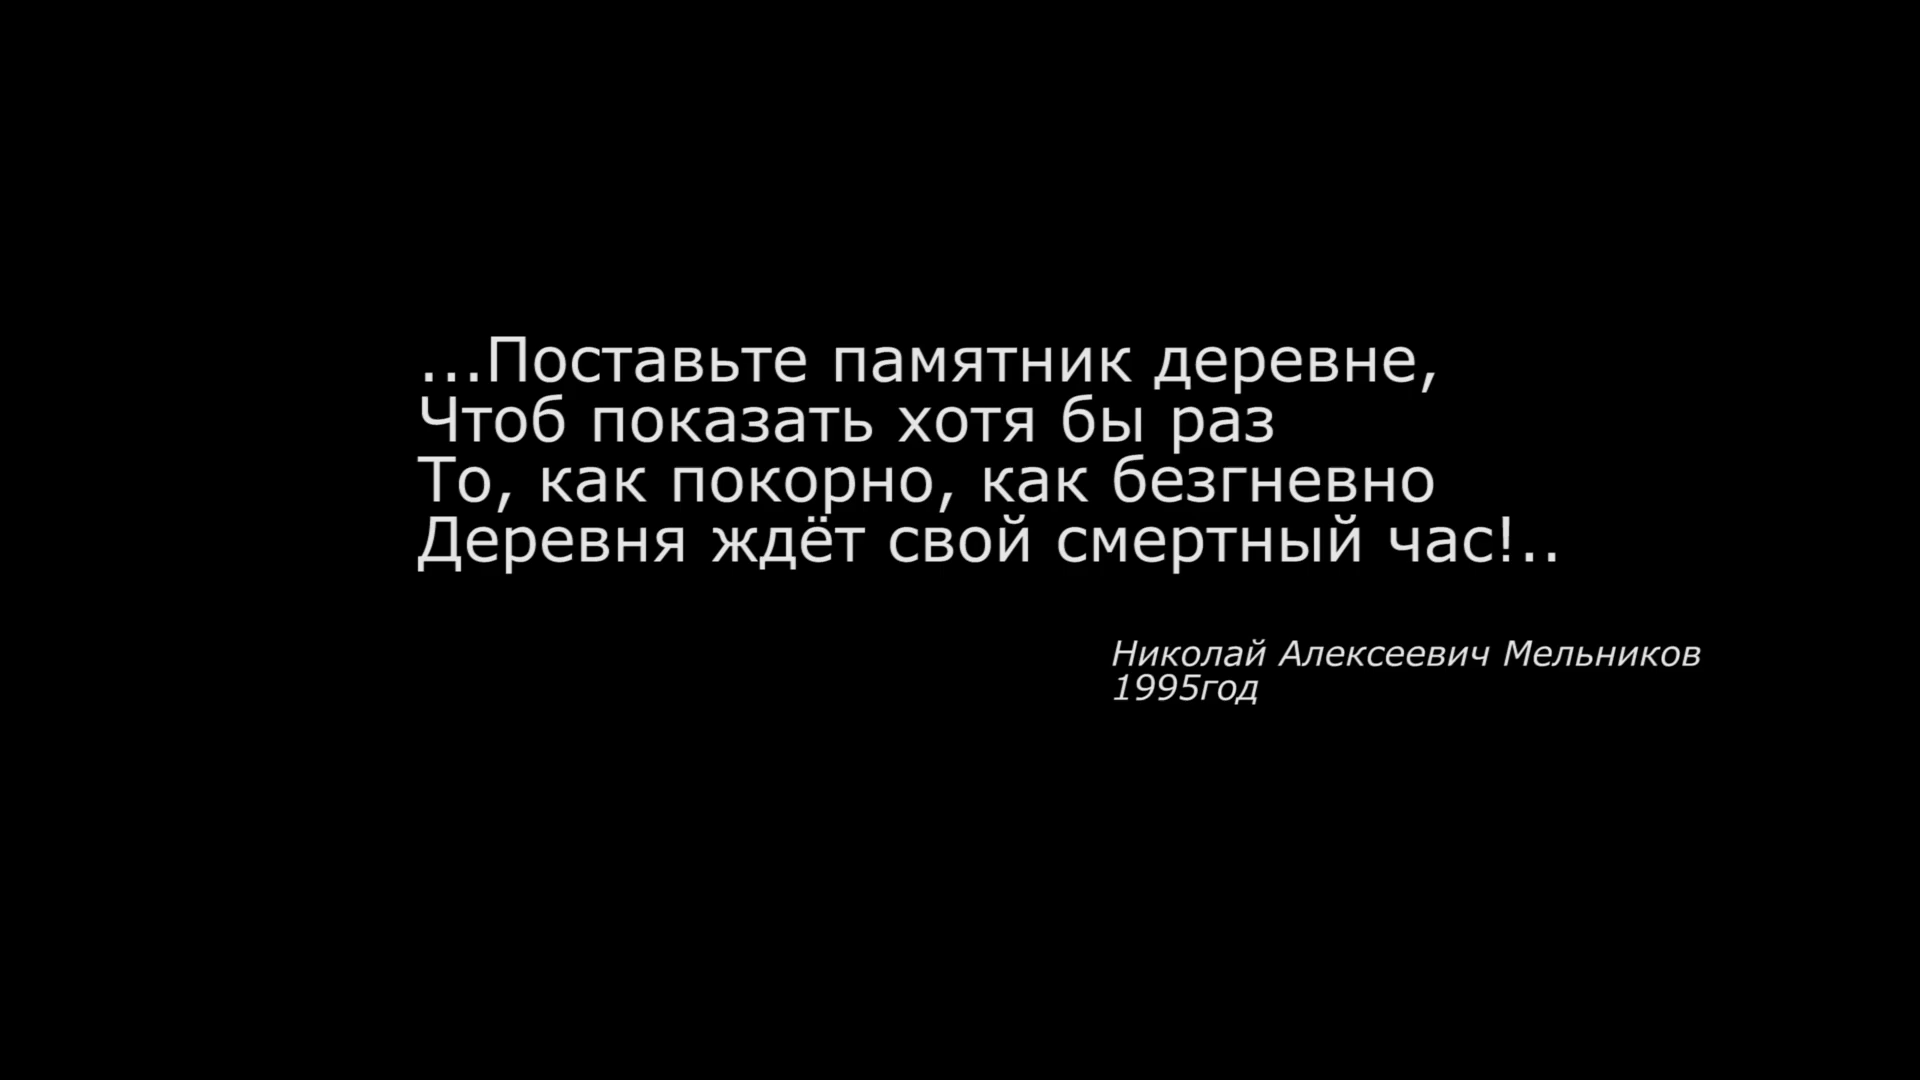 ...Поставьте памятник деревне,
Чтоб показать хотя бы раз
То, как покорно, как безгневно
Деревня ждёт свой смертный час!..
Николай Алексеевич Мельников
1995год